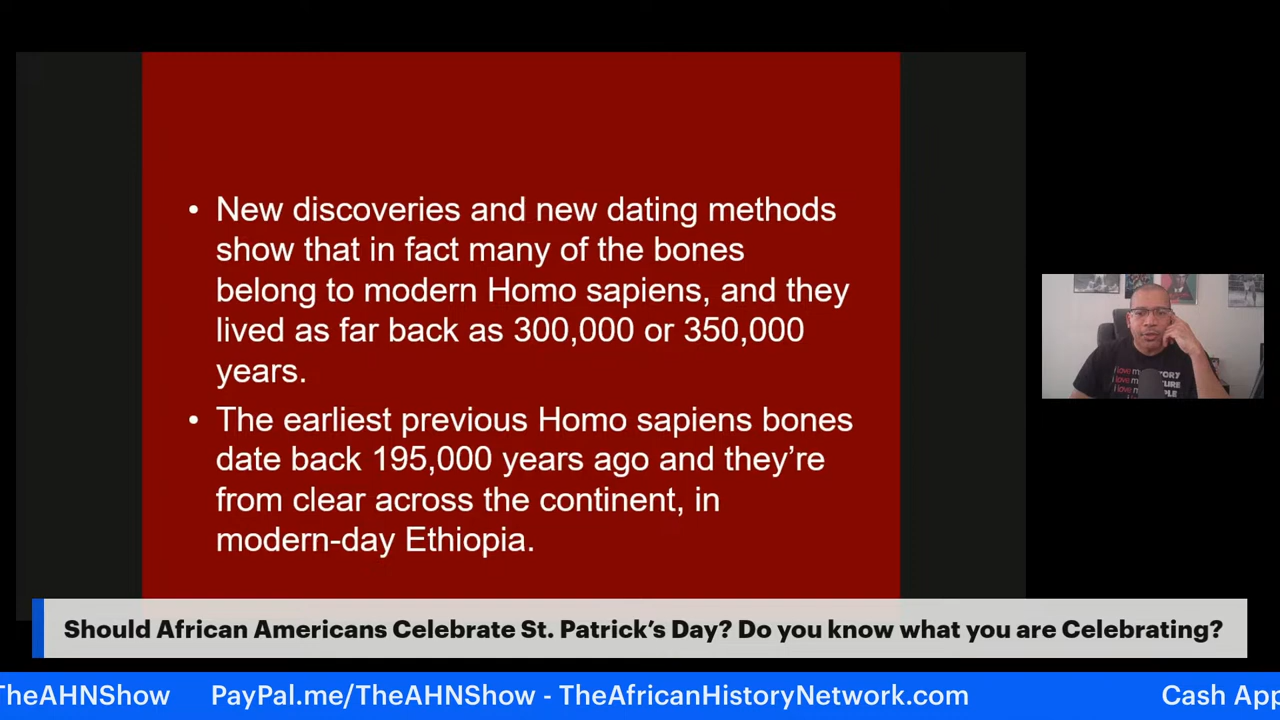 • New discoveries and new dating methods
show that in fact many of the bones
belong to modern Homo sapiens, and they
lived as far back as 300,000 or 350,000
years.
• The earliest previous Homo sapiens bones
date back 195,000 years ago and they’re
from clear across the continent, in
modern-day Ethiopia.
Should African Americans Celebrate St. Patrick’s Day? Do you know what you are Celebrating?
TheAHNShow PayPal.me/TheAHNShow - TheAfricanHistoryNetwork.com Cash App